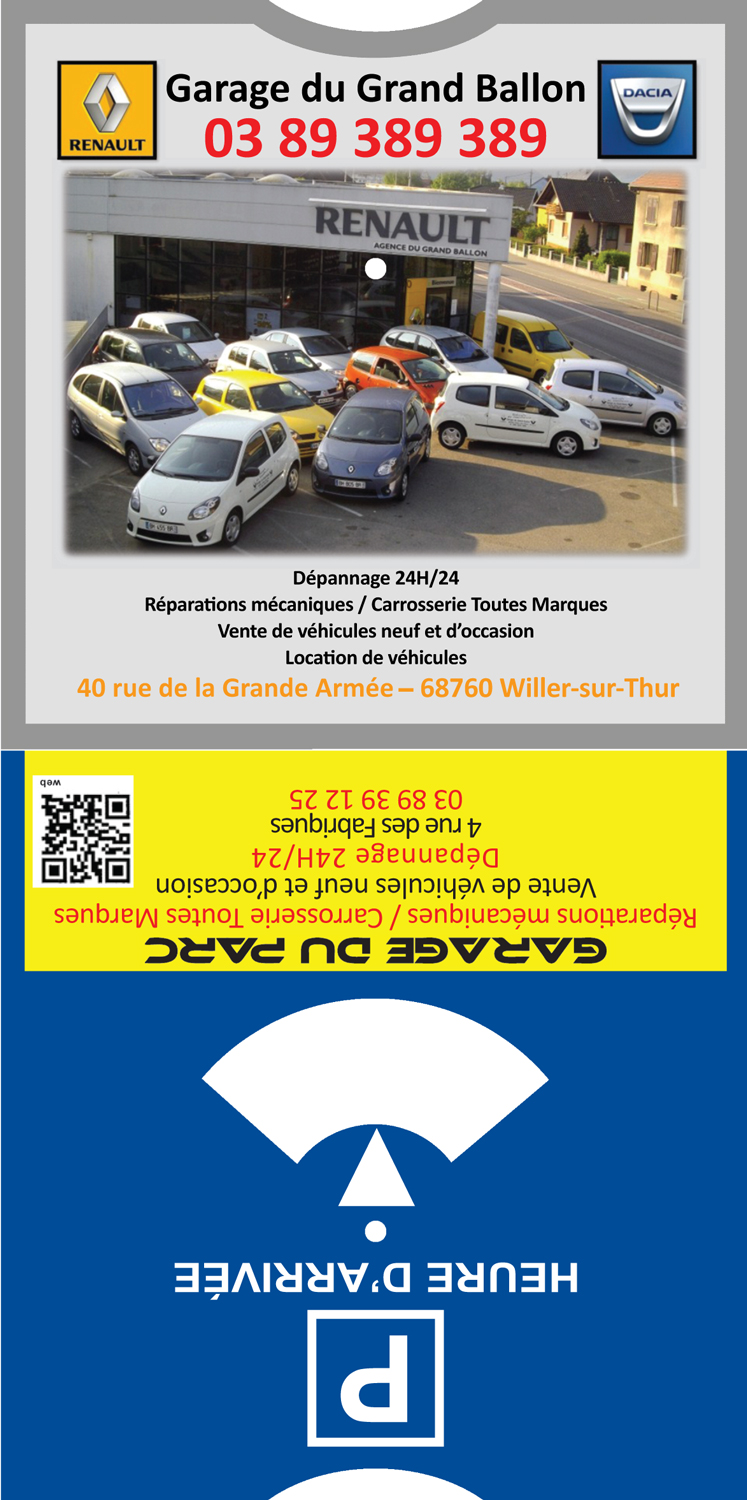 Garage du Grand Ballon
03 89 389 389
RENAULT
DACIA
RENAULT
AGENCE DU GRAND BALLON
Dépannage 24H/24
Réparations mécaniques / Carrosserie Toutes Marques
Vente de véhicules neuf et d’occasion
Location de véhicules
40 rue de la Grande Armée – 68760 Willer-sur-Thur
P
HEURE D’ARRIVÉE
GARAGE DU PARC
Réparations mécaniques / Carrosserie Toutes Marques
Vente de véhicules neuf et d’occasion
Dépannage 24H/24
4 rue des Fabriques
03 89 39 12 25
web